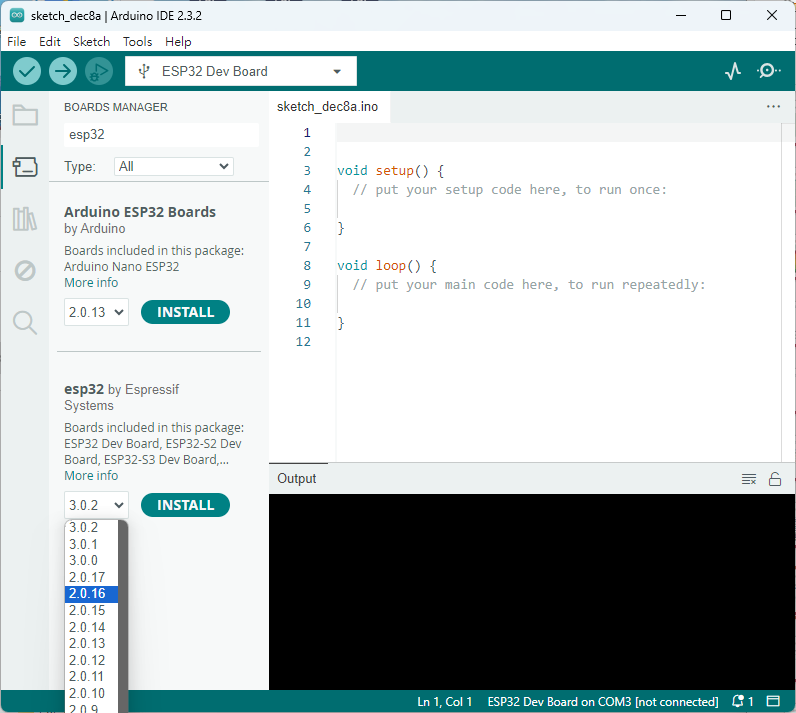 sketch_dec8a | Arduino IDE 2.3.2
File Edit Sketch Tools Help
ESP32 Dev Board
BOARDS MANAGER
esp32
Type: All
Arduino ESP32 Boards
by Arduino
Boards included in this package:
Arduino Nano ESP32
More info
2.0.13 INSTALL
esp32 by Espressif
Systems
Boards included in this package:
ESP32 Dev Board, ESP32-S2 Dev
Board, ESP32-S3 Dev Board,...
More info
3.0.2 INSTALL
3.0.2
3.0.1
3.0.0
2.0.17
2.0.16
2.0.15
2.0.14
2.0.13
2.0.12
2.0.11
2.0.10
2.0.9
sketch_dec8a.ino
1
2
3 void setup() {
4 // put your setup code here, to run once:
5
6 }
7
8 void loop() {
9 // put your main code here, to run repeatedly:
10
11 }
12
Output
Ln 1, Col 1 ESP32 Dev Board on COM3 [not connected] 1